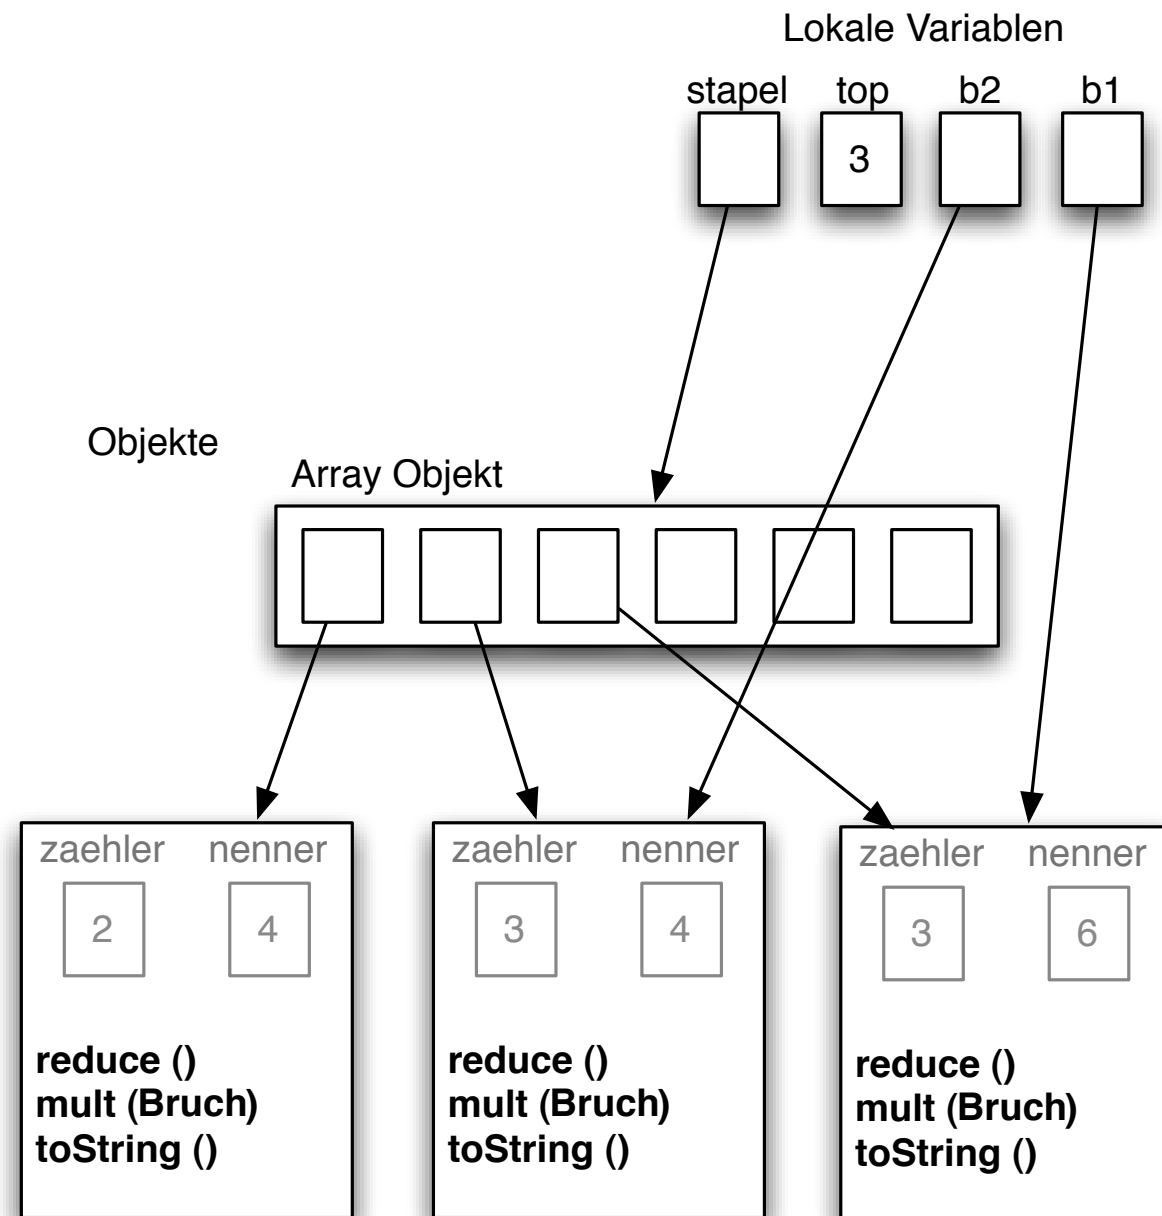 Lokale Variablen
stapel top b2 b1
3
Objekte
Array Objekt
zaehler nenner
2 4
reduce ()
mult (Bruch)
toString ()
zaehler nenner
3 4
reduce ()
mult (Bruch)
toString ()
zaehler nenner
3 6
reduce ()
mult (Bruch)
toString ()